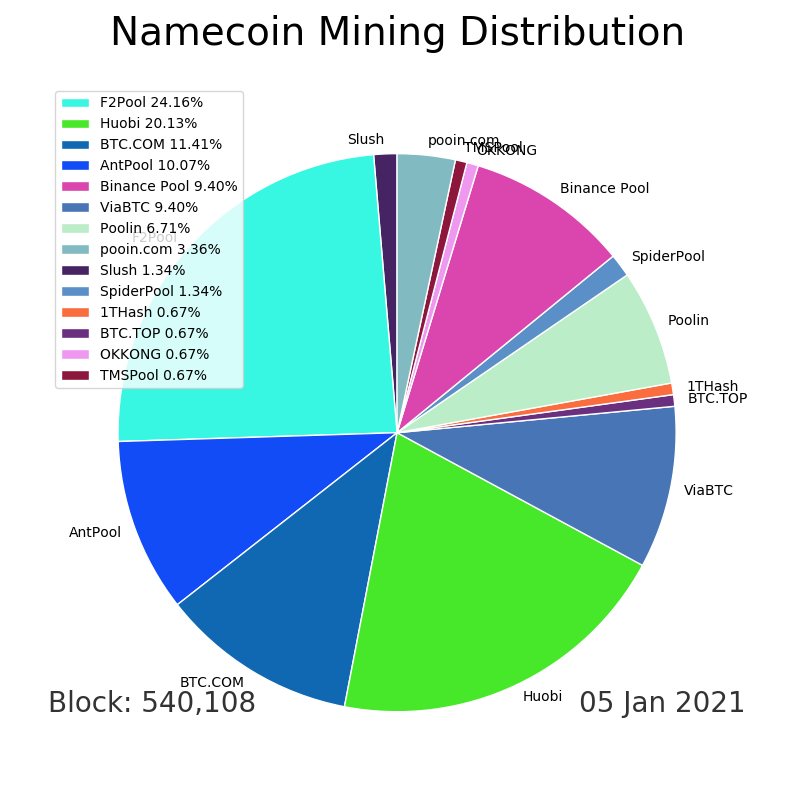 Namecoin Mining Distribution
F2Pool 24.16%
Huobi 20.13%
BTC.COM 11.41%
AntPool 10.07%
Binance Pool 9.40%
ViaBTC 9.40%
Poolin 6.71%
pooin.com 3.36%
Slush 1.34%
SpiderPool 1.34%
1THash 0.67%
BTC.TOP 0.67%
OKKONG 0.67%
TMSPool 0.67%
Slush
pooin.com
TMSPool
OKKONG
Binance Pool
SpiderPool
Poolin
1THash
BTC.TOP
ViaBTC
Huobi
BTC.COM
AntPool
F2Pool
Block: 540,108
05 Jan 2021